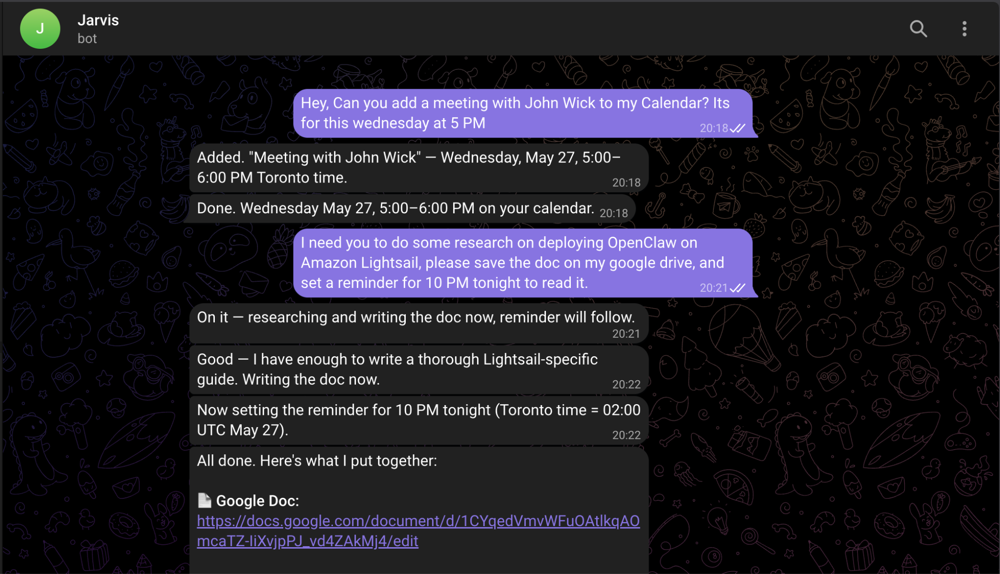 J
Jarvis
bot
Hey, Can you add a meeting with John Wick to my Calendar? Its
for this wednesday at 5 PM
20:18
Added. "Meeting with John Wick" — Wednesday, May 27, 5:00–
6:00 PM Toronto time.
20:18
Done. Wednesday May 27, 5:00–6:00 PM on your calendar. 20:18
I need you to do some research on deploying OpenClaw on
Amazon Lightsail, please save the doc on my google drive, and
set a reminder for 10 PM tonight to read it.
20:21
On it — researching and writing the doc now, reminder will follow.
20:21
Good — I have enough to write a thorough Lightsail-specific
guide. Writing the doc now.
20:22
Now setting the reminder for 10 PM tonight (Toronto time = 02:00
UTC May 27).
20:22
All done. Here's what I put together:
Google Doc:
https://docs.google.com/document/d/1CYqedVmvWFuOAtlkqAO
mcaTZ-IiXvjpPJ_vd4ZAkMj4/edit